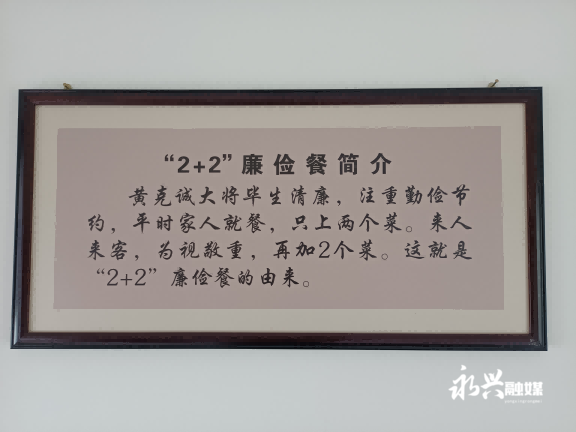 “2+2”廉俭餐简介
黄克诚大将毕生清廉，注重勤俭节
约，平时家人就餐，只上两个菜。来人
来客，为视敬重，再加2个菜。这就是
“2+2”廉俭餐的由来。
永兴融媒